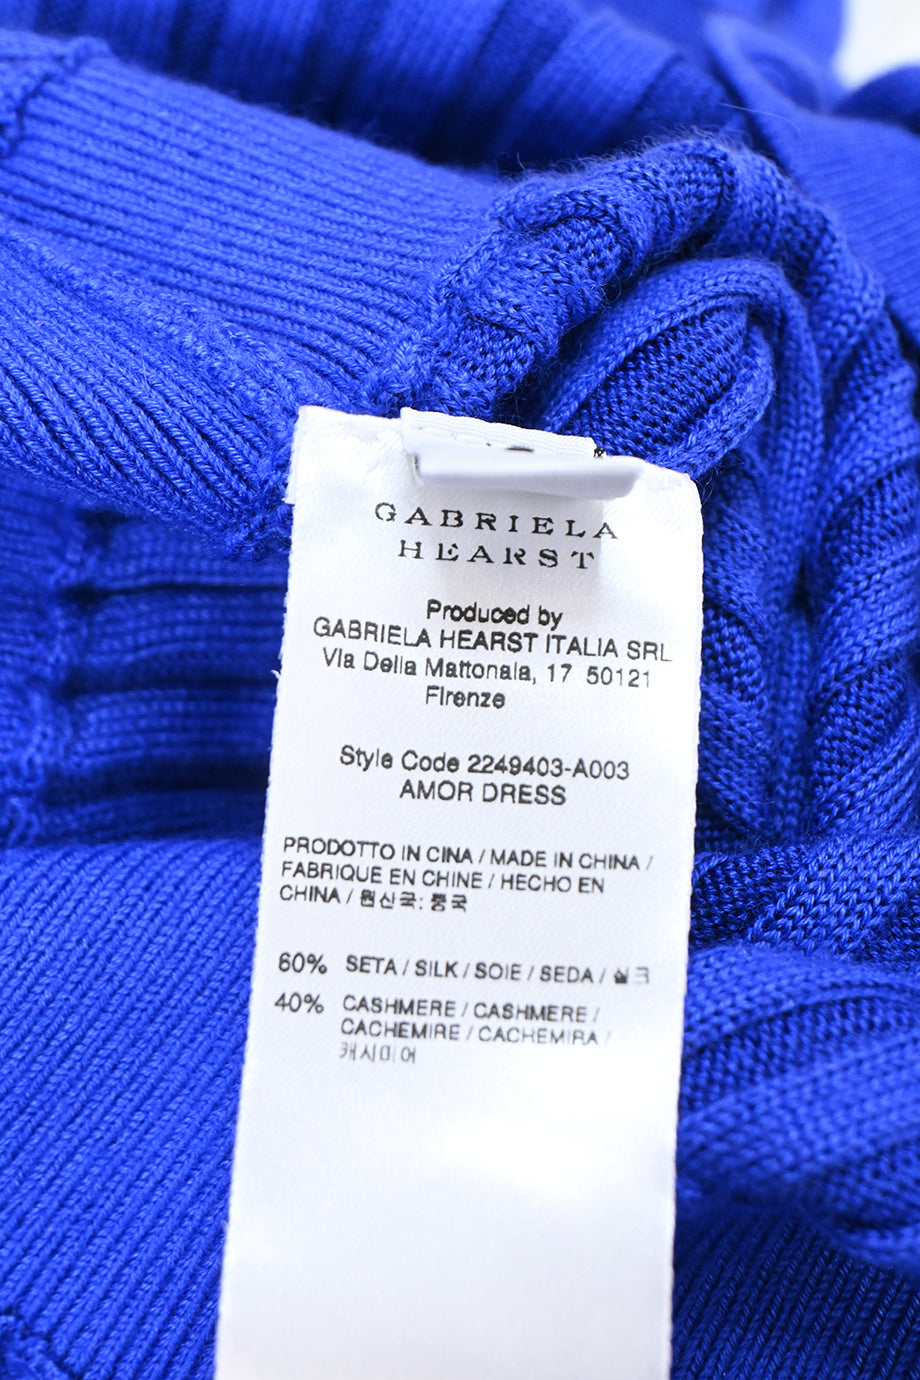 GABRIELA
HEARST
Produced by
GABRIELA HEARST ITALIA SRL
Via Della Mattonaia, 17 50121
Firenze
Style Code 2249403-A003
AMOR DRESS
PRODOTTO IN CINA / MADE IN CHINA /
FABRIQUE EN CHINE / HECHO EN
CHINA / 원산국: 중국
60% SETA / SILK / SOIE / SEDA / 실크
40% CASHMERE / CASHMERE /
CACHEMIRE / CACHEMIRA /
캐시미어